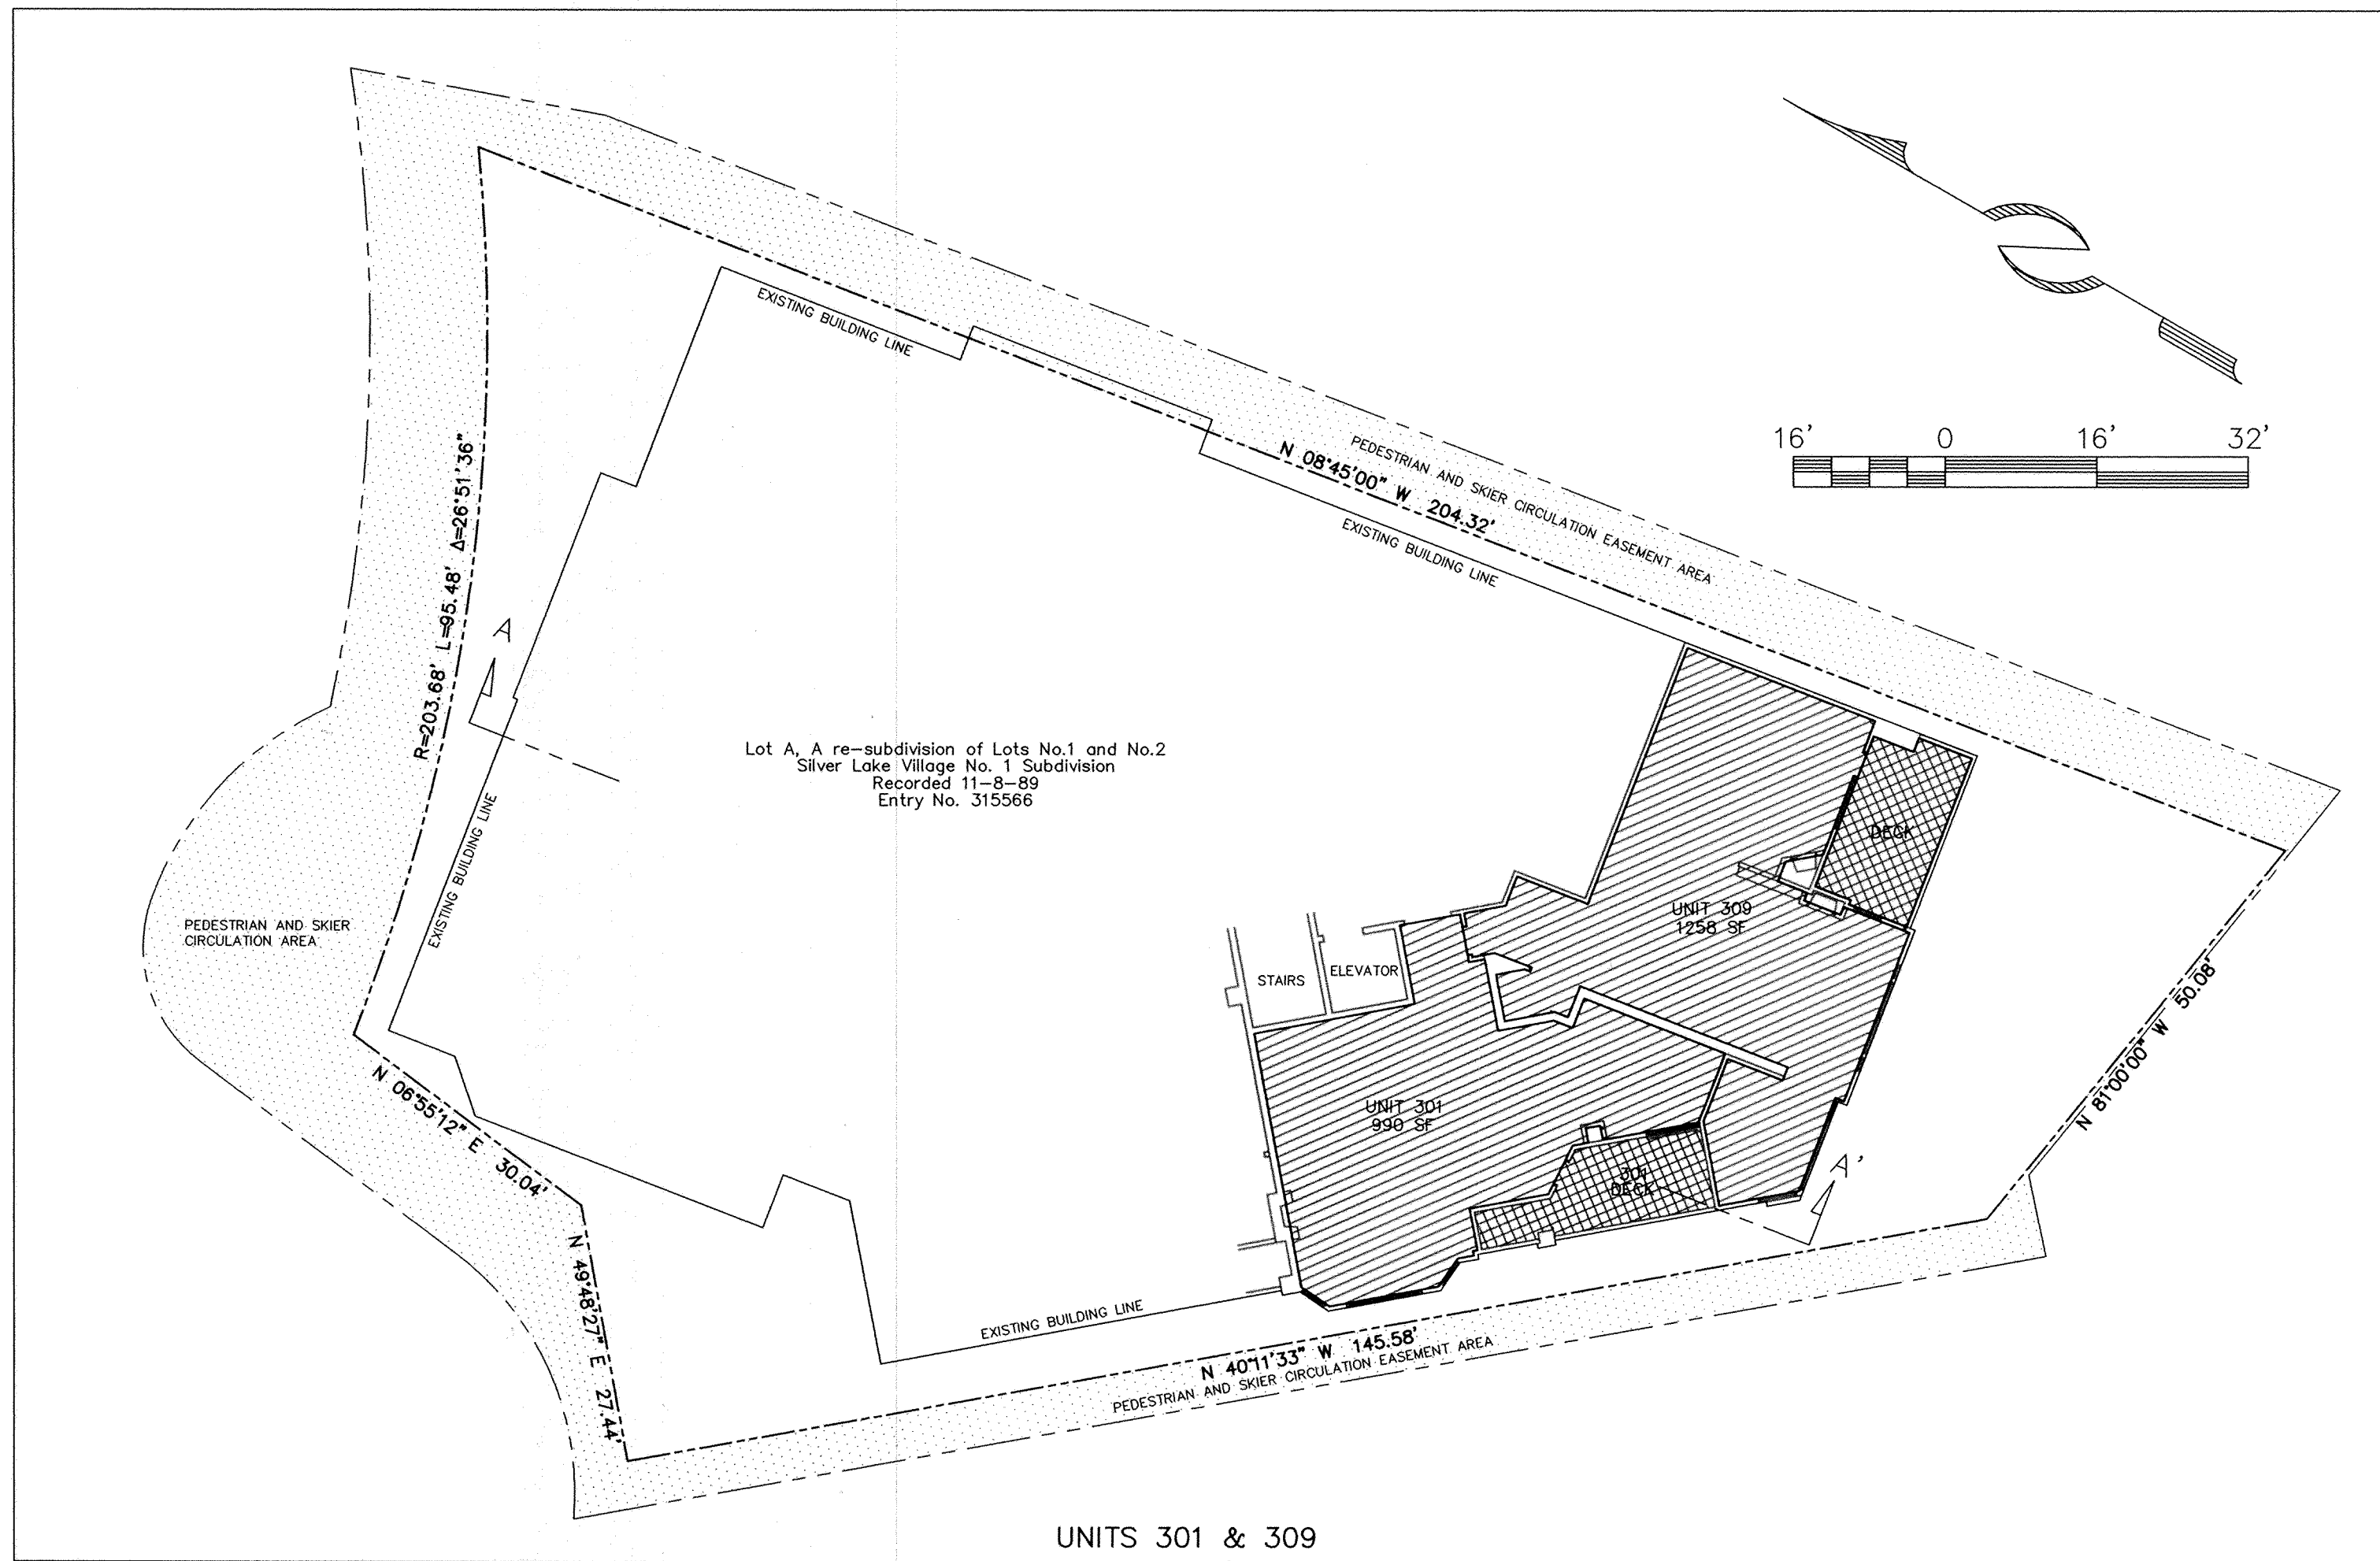 16' 0 16' 32'
EXISTING BUILDING LINE
PEDESTRIAN AND SKIER CIRCULATION EASEMENT AREA
N 08°45'00" W 204.32'
EXISTING BUILDING LINE
R=203.68' L=95.48' Δ=26°51'36"
A
Lot A, A re-subdivision of Lots No.1 and No.2
Silver Lake Village No. 1 Subdivision
Recorded 11-8-89
Entry No. 315566
EXISTING BUILDING LINE
PEDESTRIAN AND SKIER
CIRCULATION AREA
DECK
UNIT 309
1258 SF
STAIRS
ELEVATOR
N 81°00'00" W 50.08'
UNIT 301
990 SF
301
DECK
A'
N 06°55'12" E 30.04'
N 49°48'27" E 27.44'
EXISTING BUILDING LINE
N 40°11'33" W 145.58'
PEDESTRIAN AND SKIER CIRCULATION EASEMENT AREA
UNITS 301 & 309